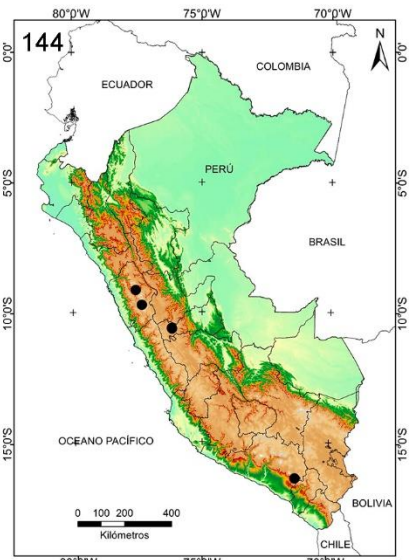 144
80°0'W 75°0'W 70°0'W
N
0°0' 0°0'
COLOMBIA
ECUADOR
PERÚ
5°0'S 5°0'S
BRASIL
10°0'S 10°0'S
OCEANO PACÍFICO
15°0'S 15°0'S
BOLIVIA
0 100 200 400
Kilómetros
CHILE